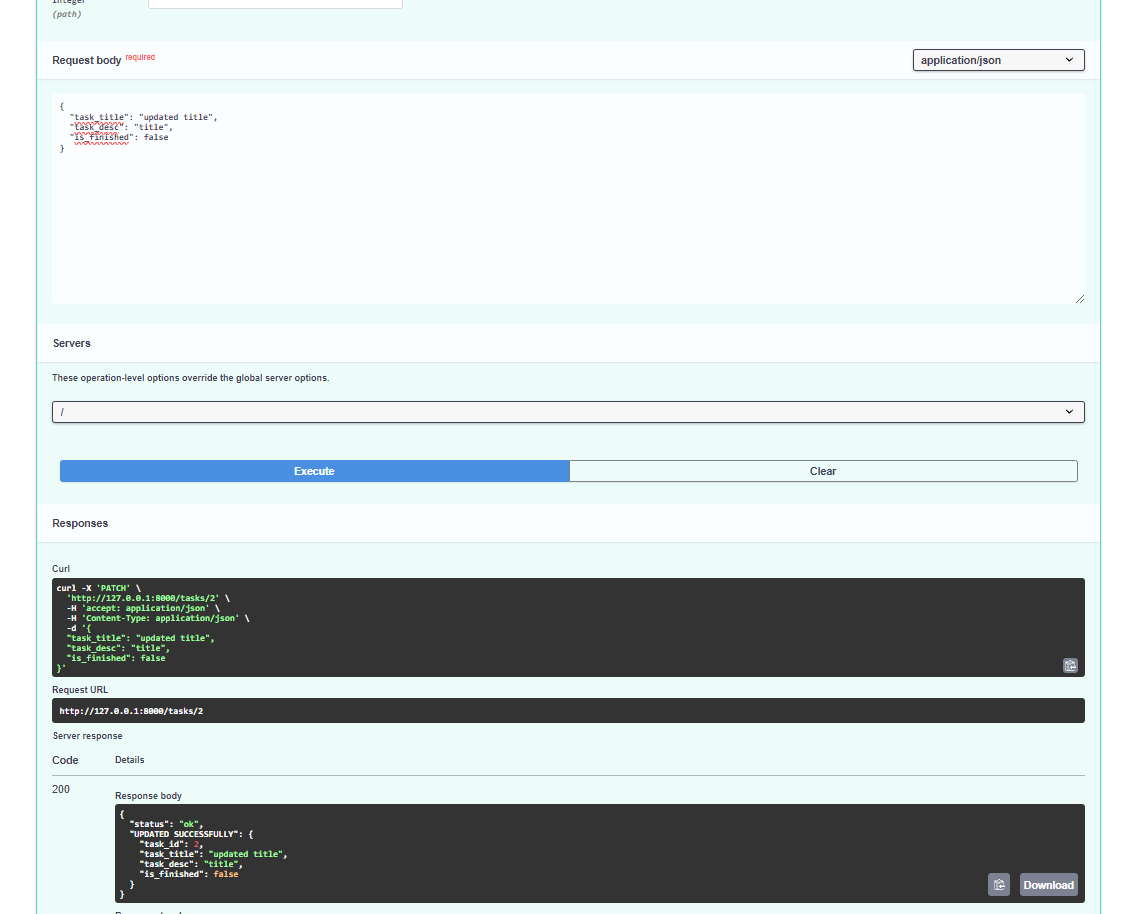 integer
(path)
Request body required
application/json
{
"task_title": "updated title",
"task_desc": "title",
"is_finished": false
}
Servers
These operation-level options override the global server options.
/
Execute
Clear
Responses
Curl
curl -X 'PATCH' \
'http://127.0.0.1:8000/tasks/2' \
-H 'accept: application/json' \
-H 'Content-Type: application/json' \
-d '{
"task_title": "updated title",
"task_desc": "title",
"is_finished": false
}'
Request URL
http://127.0.0.1:8000/tasks/2
Server response
Code
Details
200
Response body
{
"status": "ok",
"UPDATED SUCCESSFULLY": {
"task_id": 2,
"task_title": "updated title",
"task_desc": "title",
"is_finished": false
}
}
Download